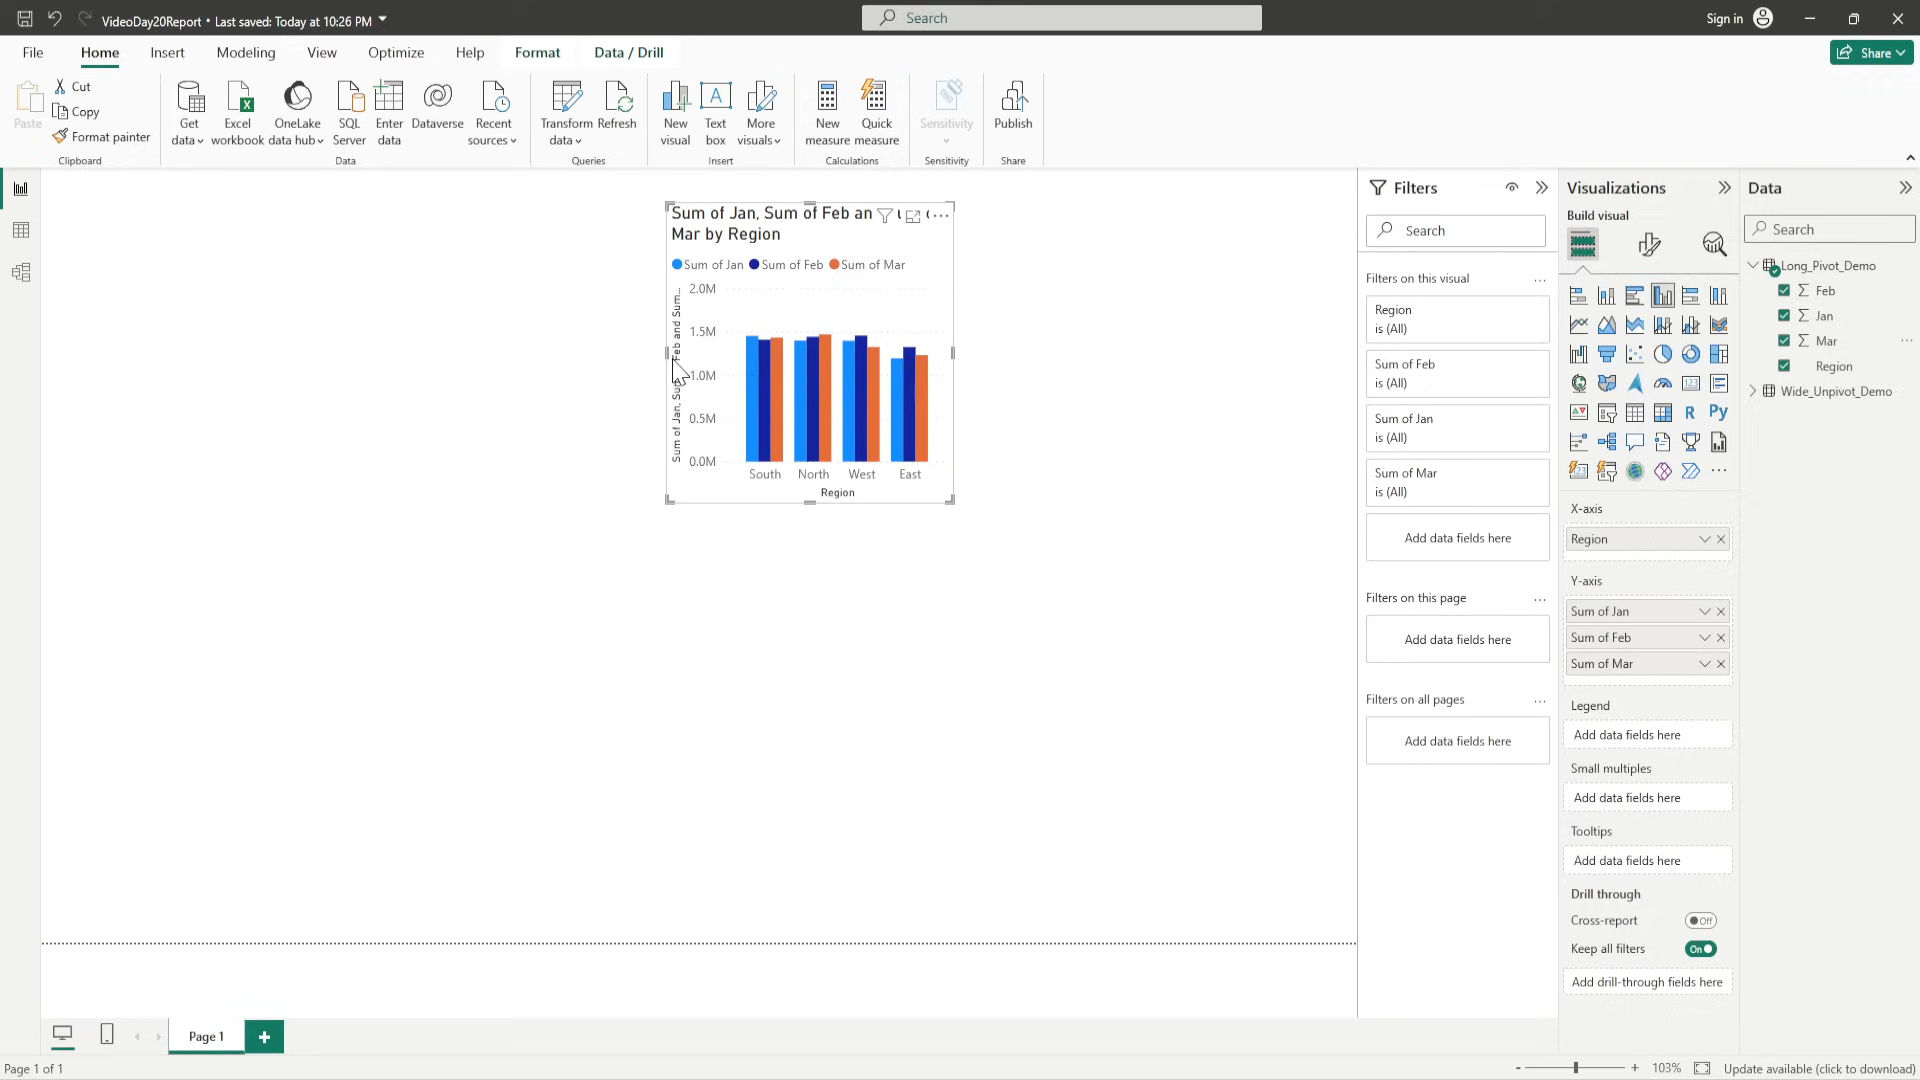 VideoDay20Report • Last saved: Today at 10:26 PM
Search
Sign in
File
Home
Insert
Modeling
View
Optimize
Help
Format
Data / Drill
Share
Paste
Cut
Copy
Format painter
Clipboard
Get data
Excel workbook
OneLake data hub
SQL Server
Enter data
Dataverse
Recent sources
Data
Transform data
Refresh
Queries
New visual
Text box
More visuals
Insert
New measure
Quick measure
Calculations
Sensitivity
Sensitivity
Publish
Share
Sum of Jan, Sum of Feb an
Mar by Region
Sum of Jan Sum of Feb Sum of Mar
Sum of Jan, Su Feb and Sum...
2.0M
1.5M
1.0M
0.5M
0.0M
South North West East
Region
Filters
Search
Filters on this visual
Region
is (All)
Sum of Feb
is (All)
Sum of Jan
is (All)
Sum of Mar
is (All)
Add data fields here
Filters on this page
Add data fields here
Filters on all pages
Add data fields here
Visualizations
Build visual
123
R
Py
123
X-axis
Region
Y-axis
Sum of Jan
Sum of Feb
Sum of Mar
Legend
Add data fields here
Small multiples
Add data fields here
Tooltips
Add data fields here
Drill through
Cross-report
Off
Keep all filters
On
Add drill-through fields here
Data
Search
Long_Pivot_Demo
Feb
Jan
Mar
Region
Wide_Unpivot_Demo
Page 1
Page 1 of 1
103%
Update available (click to download)